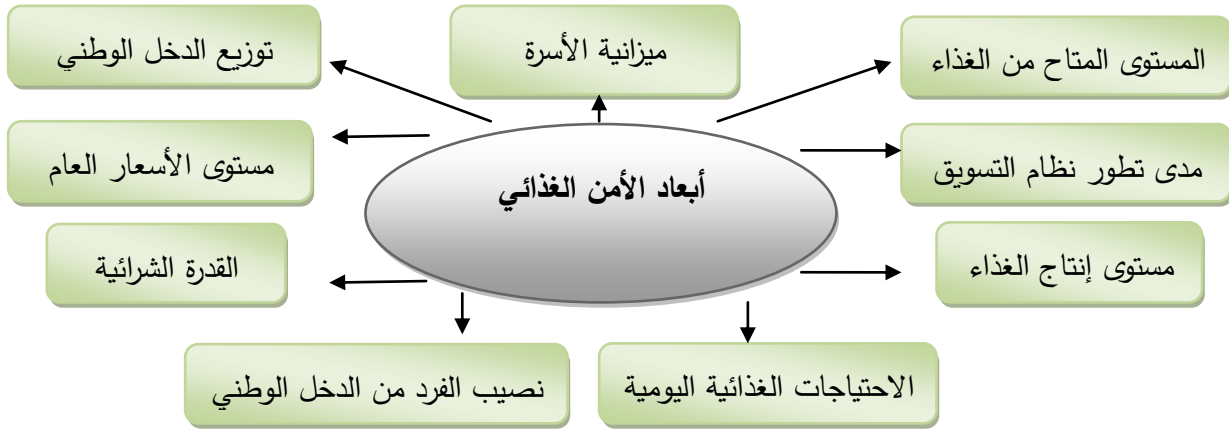 المستوى المتاح من الغذاء
ميزانية الأسرة
توزيع الدخل الوطني
مدى تطور نظام التسويق
مستوى الأسعار العام
أبعاد الأمن الغذائي
مستوى إنتاج الغذاء
القدرة الشرائية
الاحتياجات الغذائية اليومية
نصيب الفرد من الدخل الوطني